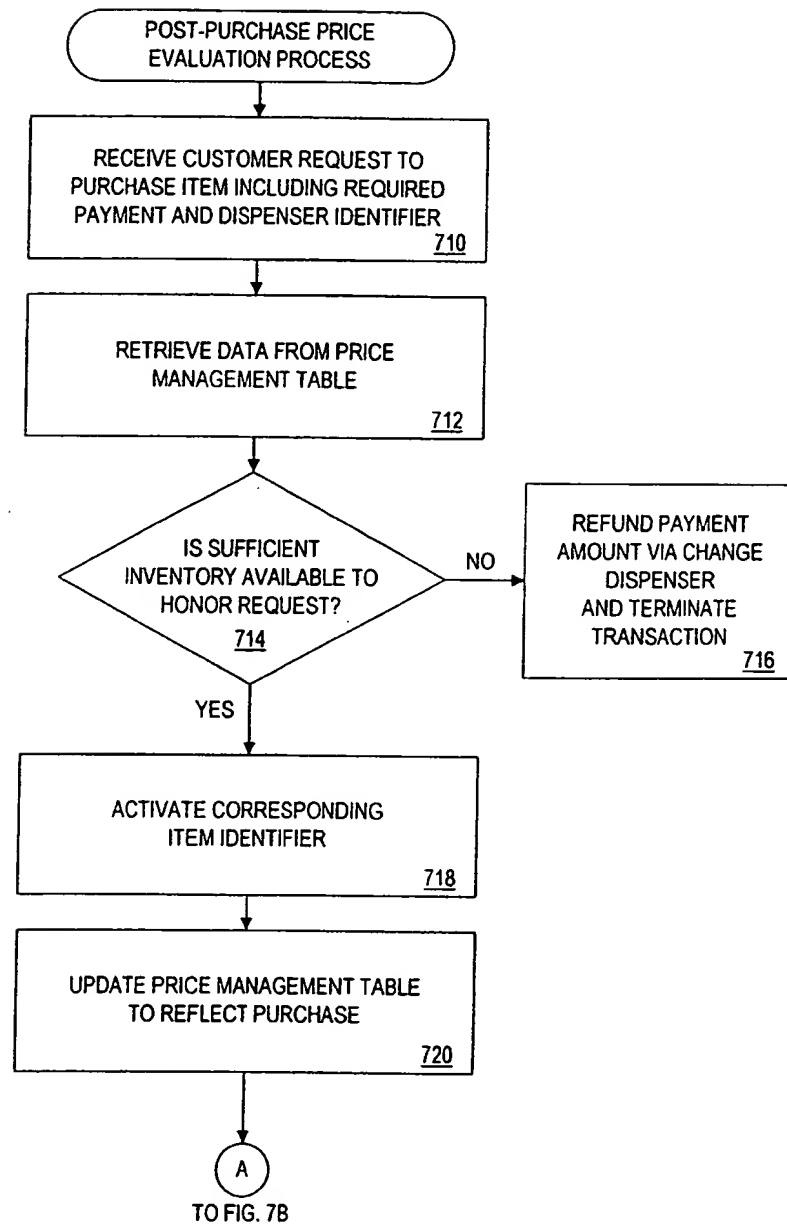 POST-PURCHASE PRICE
EVALUATION PROCESS
RECEIVE CUSTOMER REQUEST TO
PURCHASE ITEM INCLUDING REQUIRED
PAYMENT AND DISPENSER IDENTIFIER
710
RETRIEVE DATA FROM PRICE
MANAGEMENT TABLE
712
IS SUFFICIENT
INVENTORY AVAILABLE TO
HONOR REQUEST?
714
NO
REFUND PAYMENT
AMOUNT VIA CHANGE
DISPENSER
AND TERMINATE
TRANSACTION
716
YES
ACTIVATE CORRESPONDING
ITEM IDENTIFIER
718
UPDATE PRICE MANAGEMENT TABLE
TO REFLECT PURCHASE
720
A
TO FIG. 7B